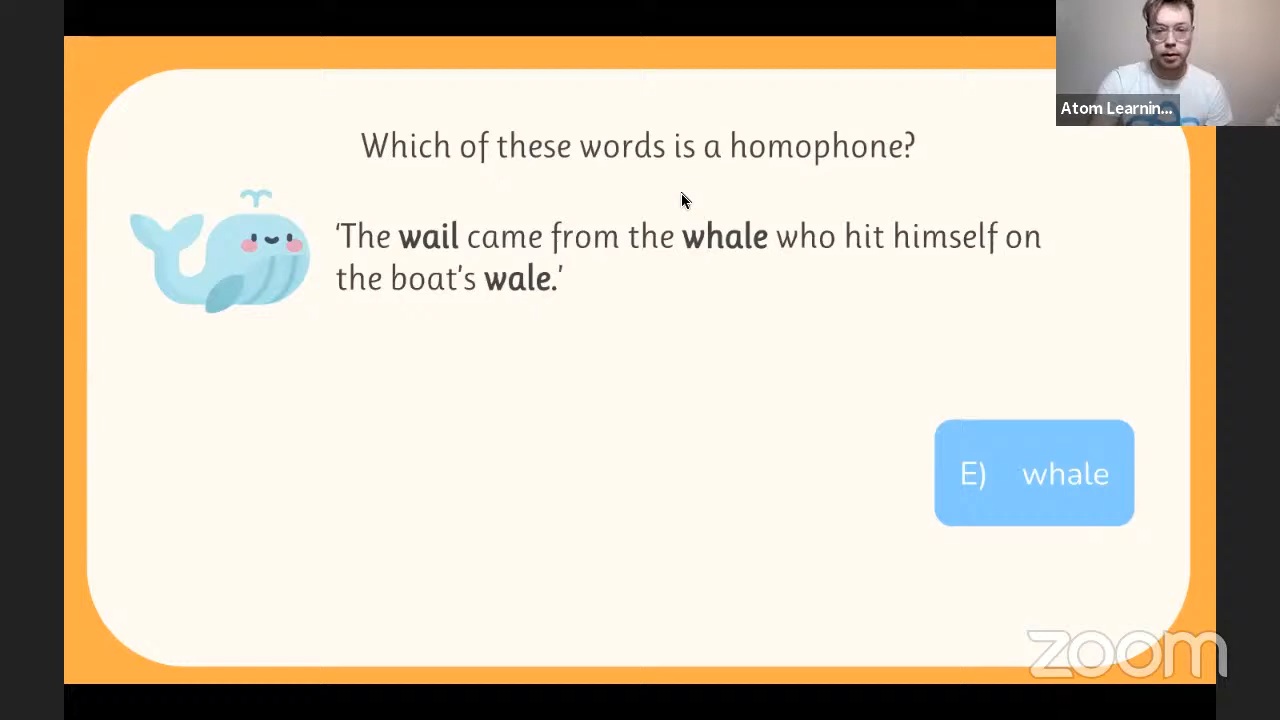 Atom Learnin...
Which of these words is a homophone?
‘The wail came from the whale who hit himself on
the boat's wale.’
E) whale
zoom